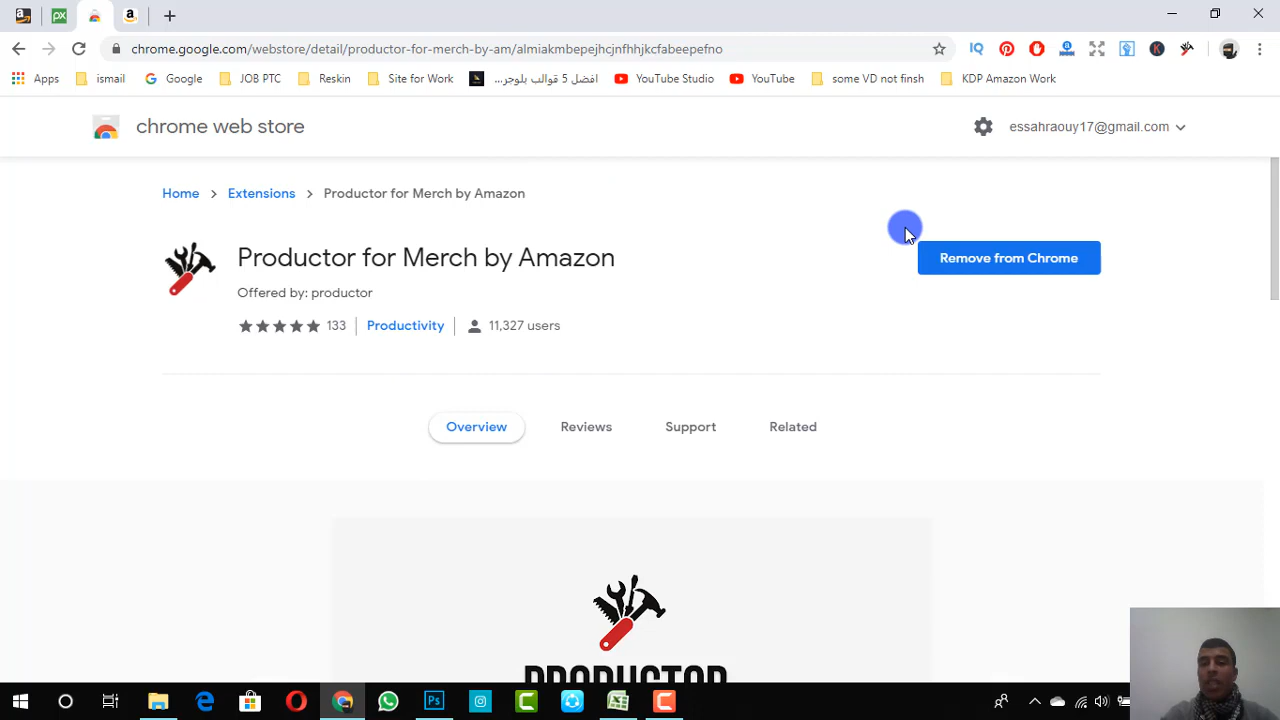 chrome.google.com/webstore/detail/productor-for-merch-by-am/almiakmbepejhcjnfhhjkcfabeepefno
Apps ismail Google JOB PTC Reskin Site for Work افضل 5 قوالب بلوجر... YouTube Studio YouTube some VD not finsh KDP Amazon Work
chrome web store essahraouy17@gmail.com
Home > Extensions > Productor for Merch by Amazon
Productor for Merch by Amazon
Remove from Chrome
Offered by: productor
133 Productivity 11,327 users
Overview Reviews Support Related
PRODUCTOR